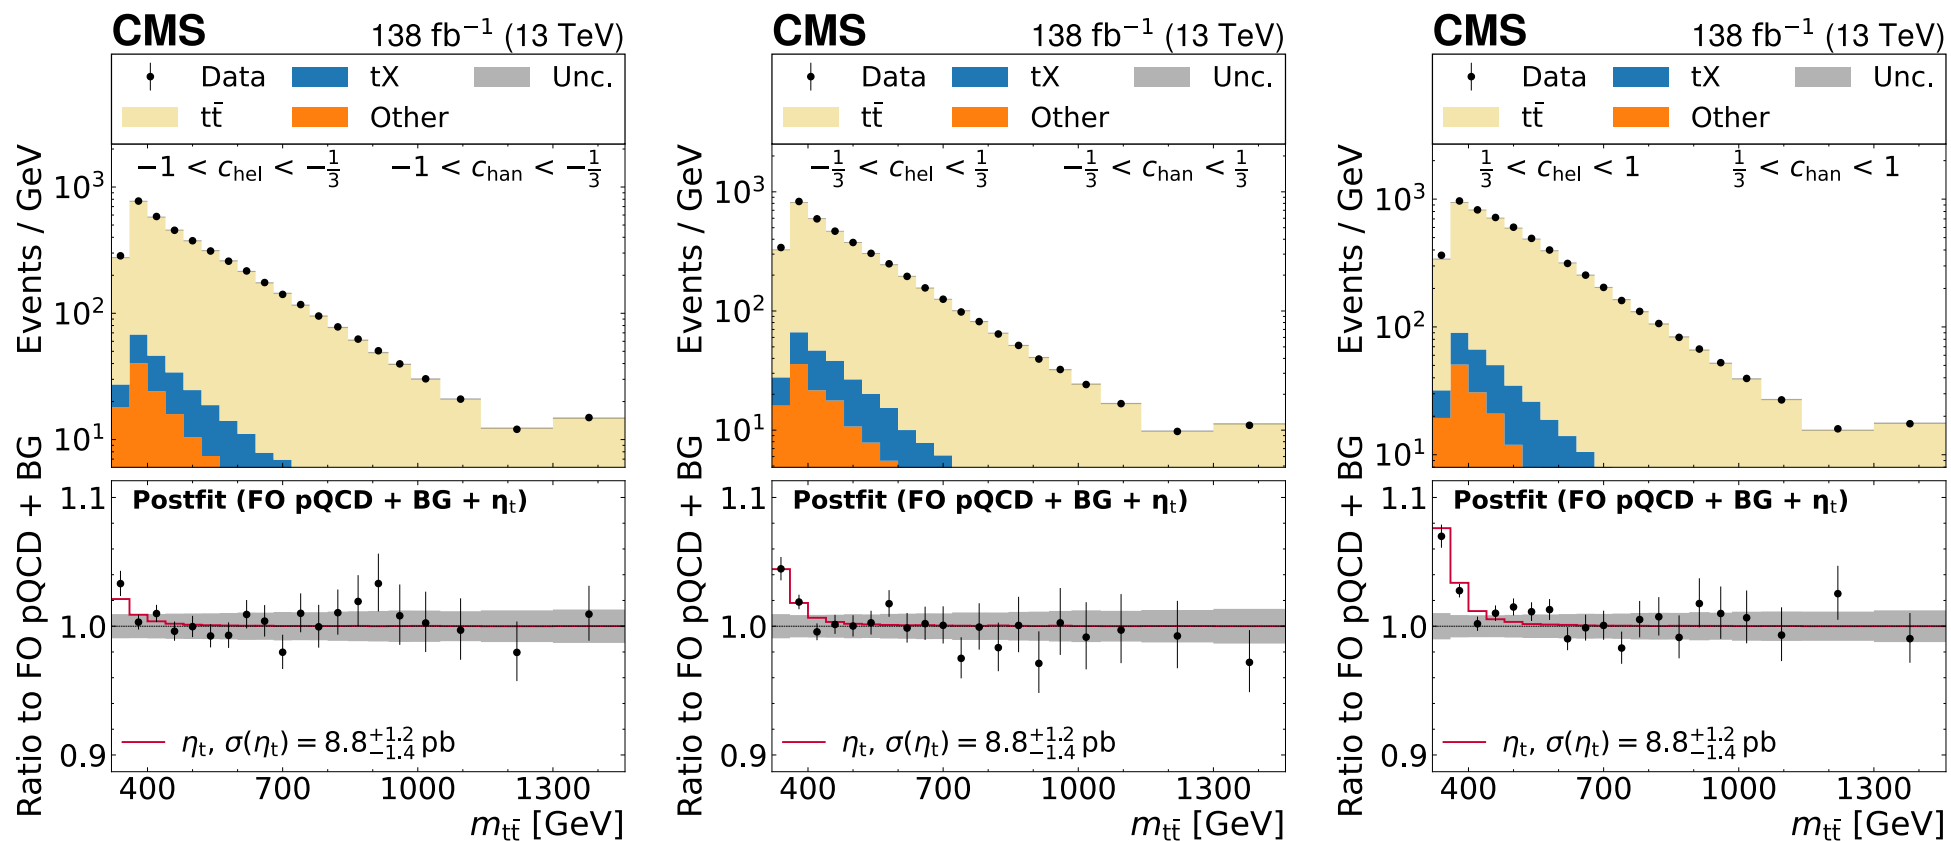 CMS 138 fb⁻¹ (13 TeV)
Data tX Unc.
tt̄ Other
−1 < c_hel < −1/3 −1 < c_han < −1/3
Events / GeV
10³
10²
10¹
Postfit (FO pQCD + BG + η_t)
Ratio to FO pQCD + BG
1.1
1.0
0.9
η_t, σ(η_t) = 8.8 +1.2 −1.4 pb
400 700 1000 1300
m_tt̄ [GeV]
CMS 138 fb⁻¹ (13 TeV)
Data tX Unc.
tt̄ Other
−1/3 < c_hel < 1/3 −1/3 < c_han < 1/3
Events / GeV
10³
10²
10¹
Postfit (FO pQCD + BG + η_t)
Ratio to FO pQCD + BG
1.1
1.0
0.9
η_t, σ(η_t) = 8.8 +1.2 −1.4 pb
400 700 1000 1300
m_tt̄ [GeV]
CMS 138 fb⁻¹ (13 TeV)
Data tX Unc.
tt̄ Other
1/3 < c_hel < 1 1/3 < c_han < 1
Events / GeV
10³
10²
10¹
Postfit (FO pQCD + BG + η_t)
Ratio to FO pQCD + BG
1.1
1.0
0.9
η_t, σ(η_t) = 8.8 +1.2 −1.4 pb
400 700 1000 1300
m_tt̄ [GeV]